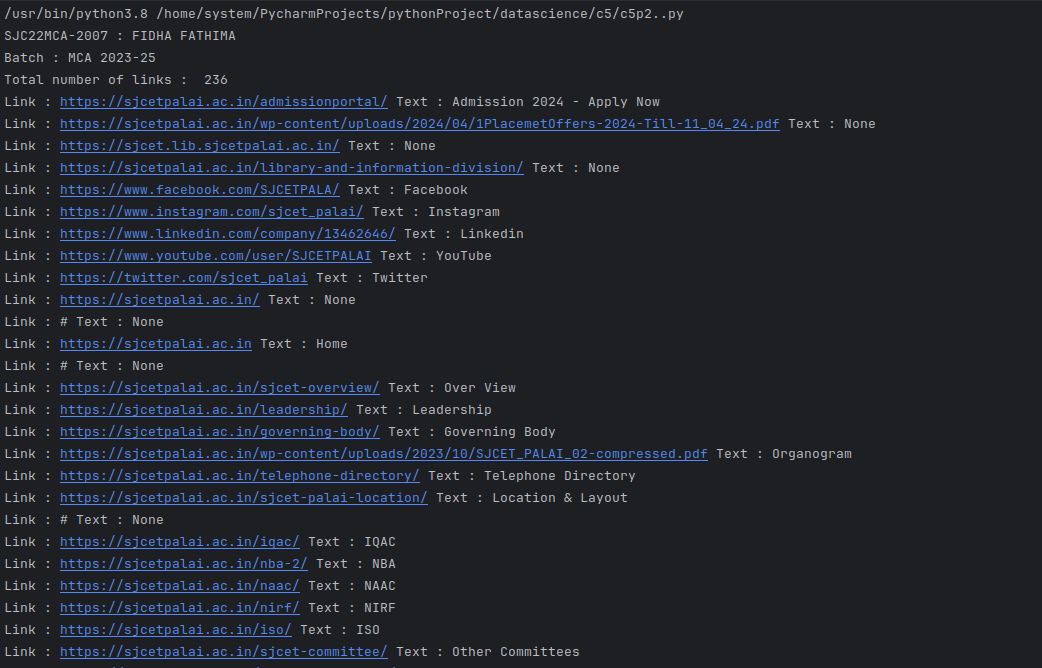 /usr/bin/python3.8 /home/system/PycharmProjects/pythonProject/datascience/c5/c5p2..py
SJC22MCA-2007 : FIDHA FATHIMA
Batch : MCA 2023-25
Total number of links :  236
Link : https://sjcetpalai.ac.in/admissionportal/ Text : Admission 2024 - Apply Now
Link : https://sjcetpalai.ac.in/wp-content/uploads/2024/04/1PlacemetOffers-2024-Till-11_04_24.pdf Text : None
Link : https://sjcet.lib.sjcetpalai.ac.in/ Text : None
Link : https://sjcetpalai.ac.in/library-and-information-division/ Text : None
Link : https://www.facebook.com/SJCETPALA/ Text : Facebook
Link : https://www.instagram.com/sjcet_palai/ Text : Instagram
Link : https://www.linkedin.com/company/13462646/ Text : Linkedin
Link : https://www.youtube.com/user/SJCETPALAI Text : YouTube
Link : https://twitter.com/sjcet_palai Text : Twitter
Link : https://sjcetpalai.ac.in/ Text : None
Link : # Text : None
Link : https://sjcetpalai.ac.in Text : Home
Link : # Text : None
Link : https://sjcetpalai.ac.in/sjcet-overview/ Text : Over View
Link : https://sjcetpalai.ac.in/leadership/ Text : Leadership
Link : https://sjcetpalai.ac.in/governing-body/ Text : Governing Body
Link : https://sjcetpalai.ac.in/wp-content/uploads/2023/10/SJCET_PALAI_02-compressed.pdf Text : Organogram
Link : https://sjcetpalai.ac.in/telephone-directory/ Text : Telephone Directory
Link : https://sjcetpalai.ac.in/sjcet-palai-location/ Text : Location & Layout
Link : # Text : None
Link : https://sjcetpalai.ac.in/iqac/ Text : IQAC
Link : https://sjcetpalai.ac.in/nba-2/ Text : NBA
Link : https://sjcetpalai.ac.in/naac/ Text : NAAC
Link : https://sjcetpalai.ac.in/nirf/ Text : NIRF
Link : https://sjcetpalai.ac.in/iso/ Text : ISO
Link : https://sjcetpalai.ac.in/sjcet-committee/ Text : Other Committees